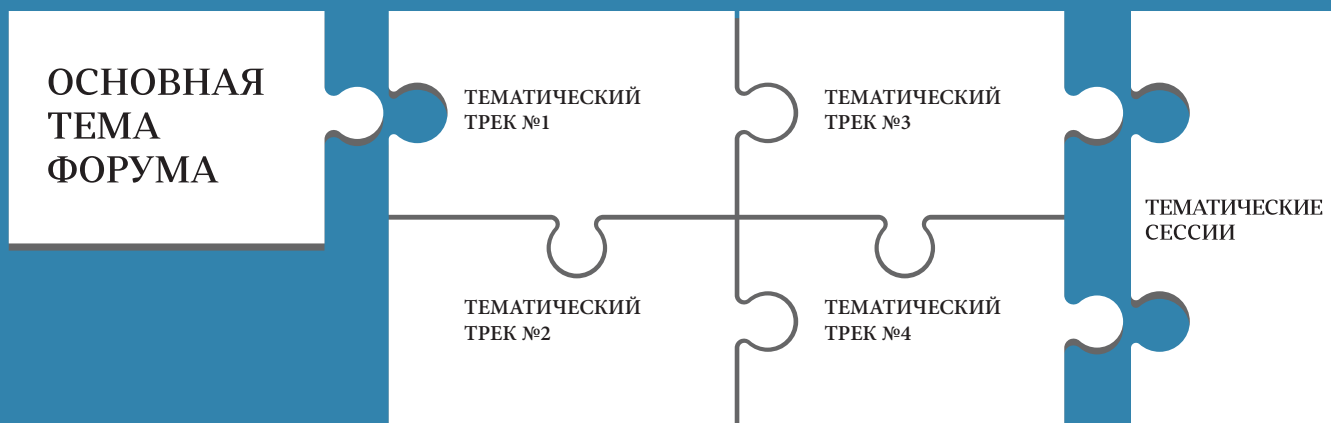 ОСНОВНАЯ
ТЕМА
ФОРУМА
ТЕМАТИЧЕСКИЙ
ТРЕК №1
ТЕМАТИЧЕСКИЙ
ТРЕК №2
ТЕМАТИЧЕСКИЙ
ТРЕК №3
ТЕМАТИЧЕСКИЙ
ТРЕК №4
ТЕМАТИЧЕСКИЕ
СЕССИИ